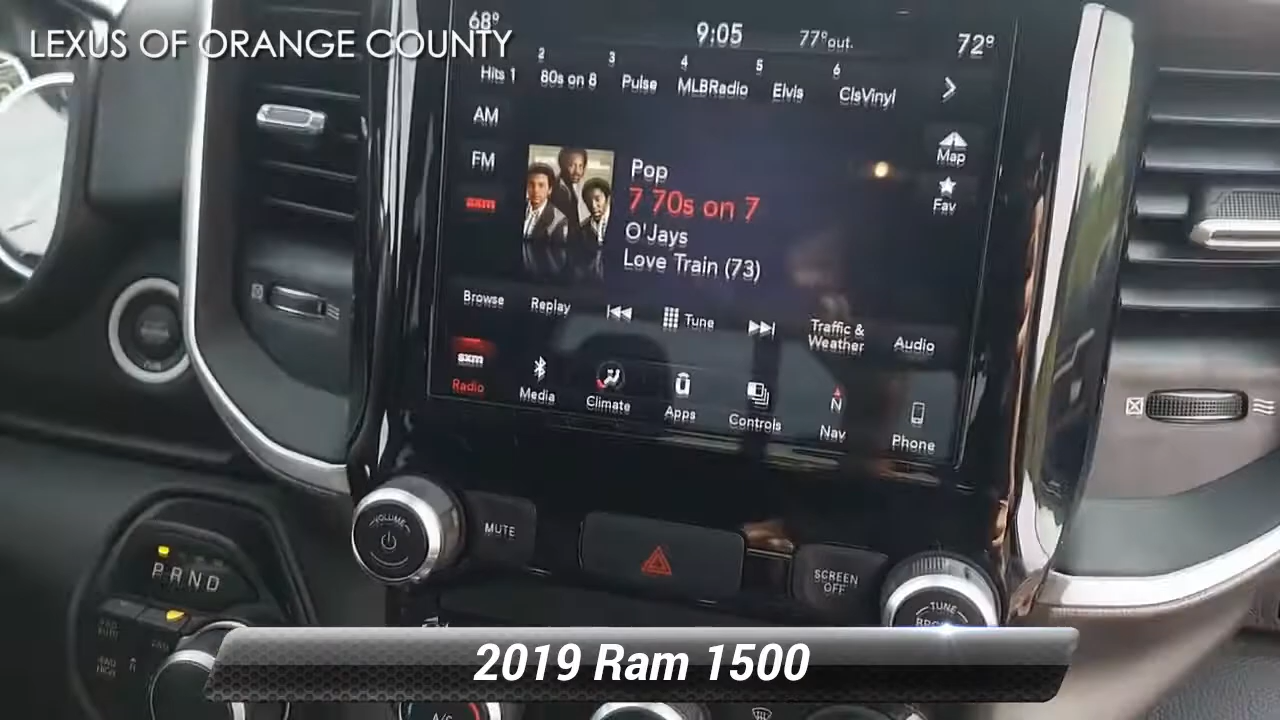 LEXUS OF ORANGE COUNTY
68° 9:05 77°out. 72°
2 3 4 5 6
Hits 1 80s on 8 Pulse MLBRadio Elvis ClsVinyl
AM
FM
sxm
Map
Fav
Pop
7 70s on 7
O'Jays
Love Train (73)
Browse Replay Tune Traffic & Weather Audio
sxm
Radio Media Climate Apps Controls N Nav Phone
VOLUME
MUTE
SCREEN
OFF
TUNE
P R N D
A/C
2019 Ram 1500